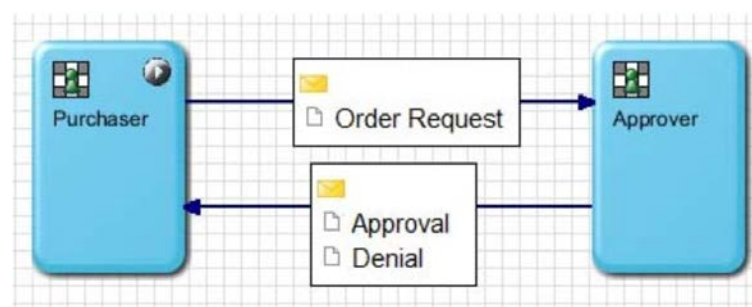 Purchaser
Order Request
Approver
Approval
Denial